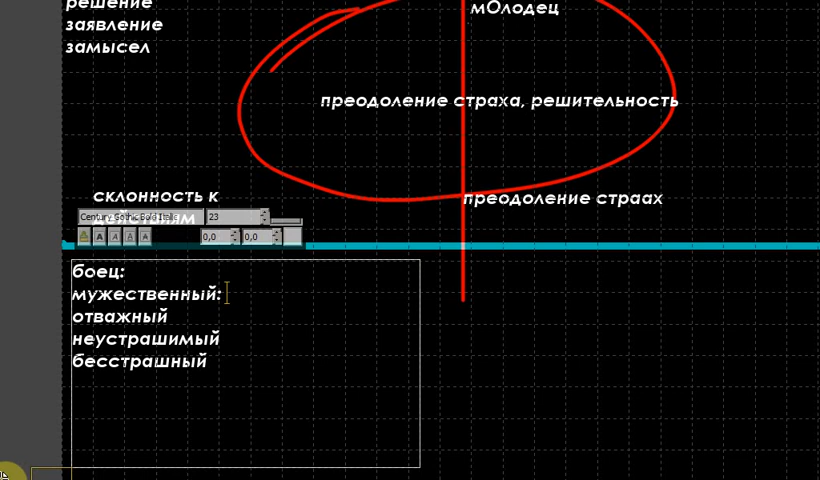 решение
заявление
замысел
мОлодец
преодоление страха, решительность
склонность к
действиям
преодоление страах
Century Gothic Bold Italic
23
0,0
0,0
боец:
мужественный:
отважный
неустрашимый
бесстрашный